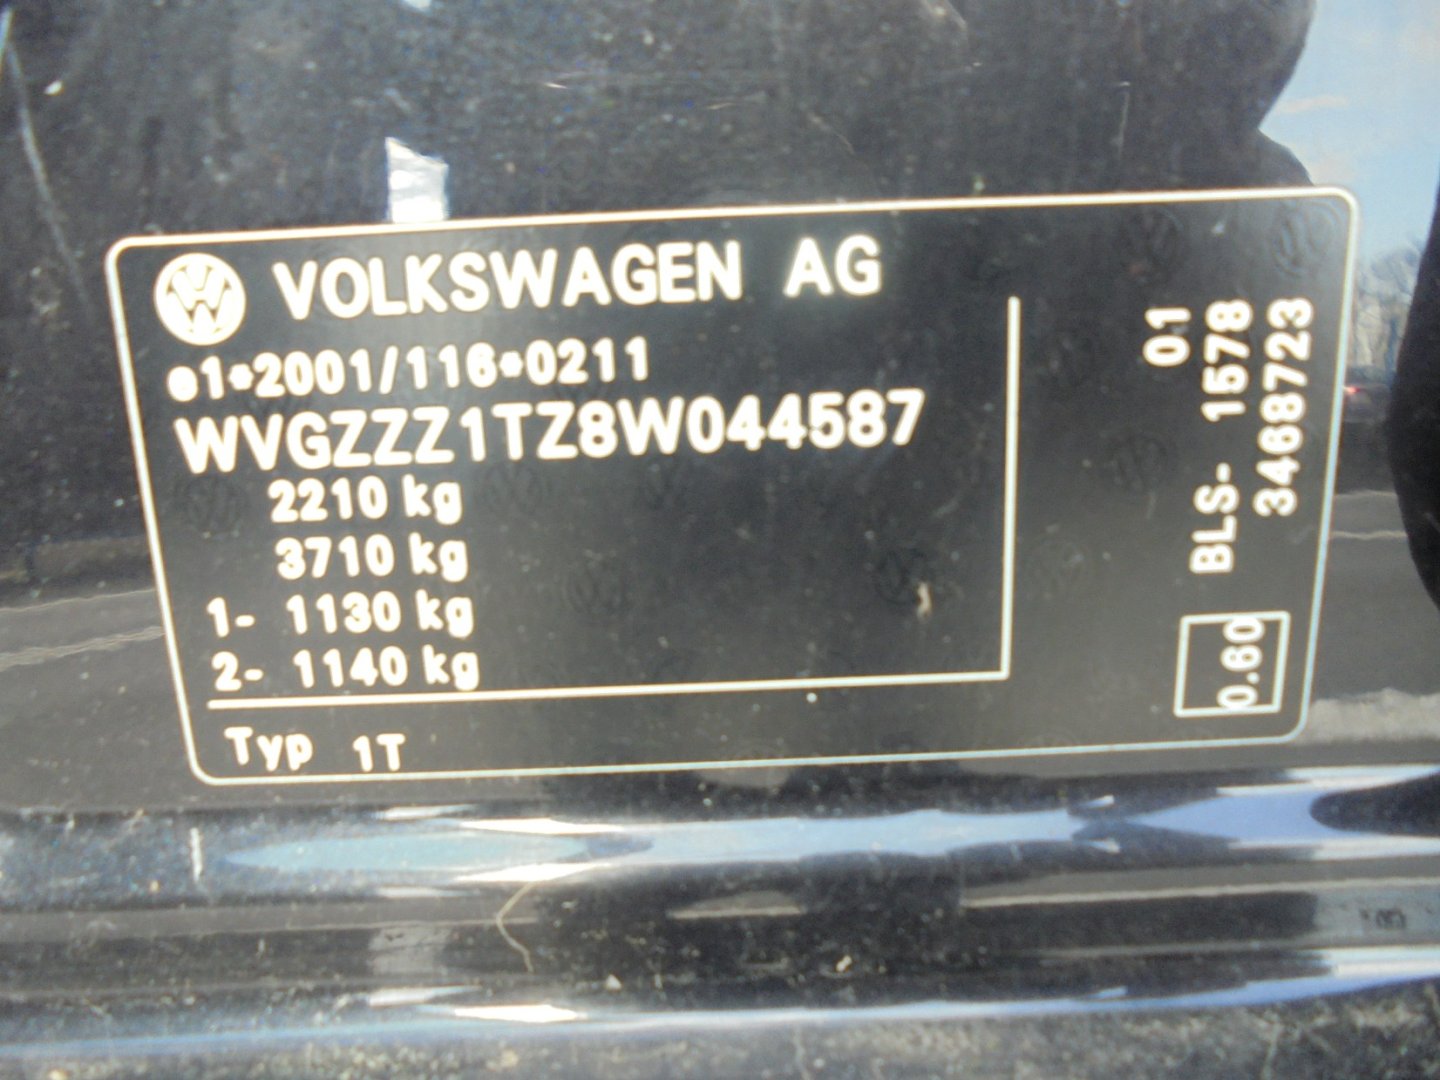 VOLKSWAGEN AG
e1*2001/116*0211
WVGZZZ1TZ8W044587
2210 kg
3710 kg
1- 1130 kg
2- 1140 kg
Typ 1T
01
BLS- 1578
3468723
0.60